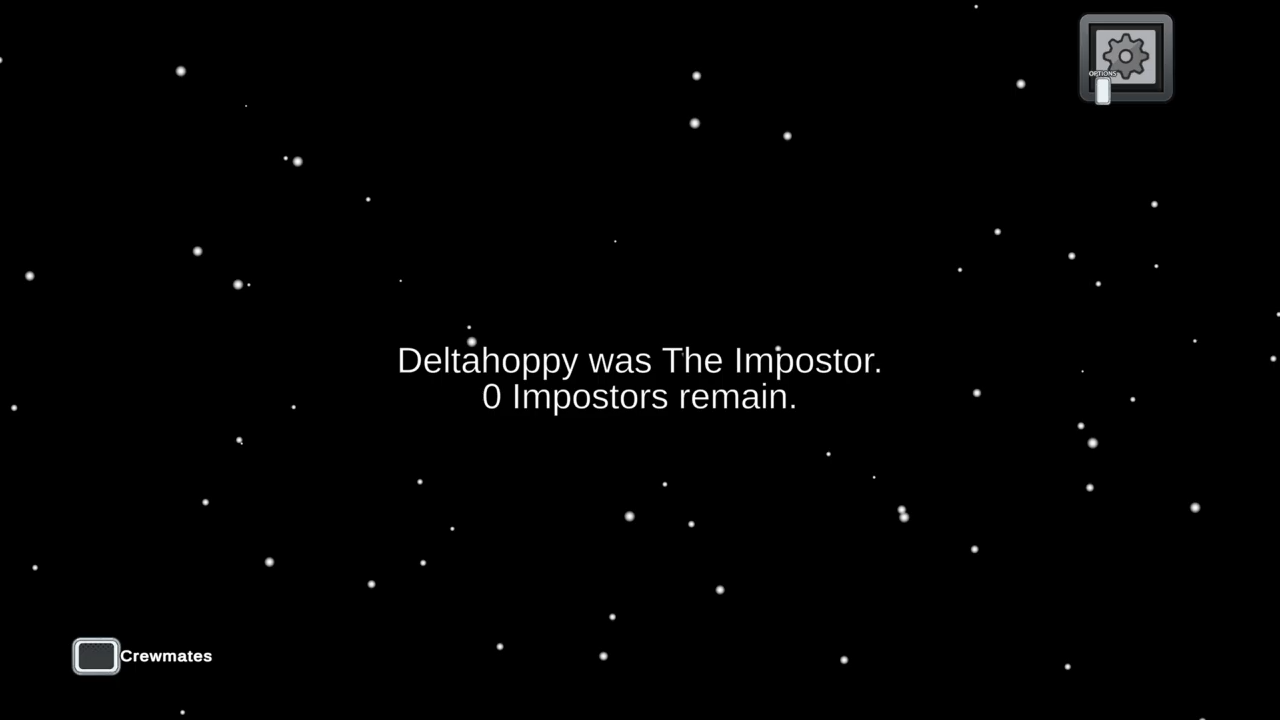 OPTIONS
Deltahoppy was The Impostor.
0 Impostors remain.
Crewmates